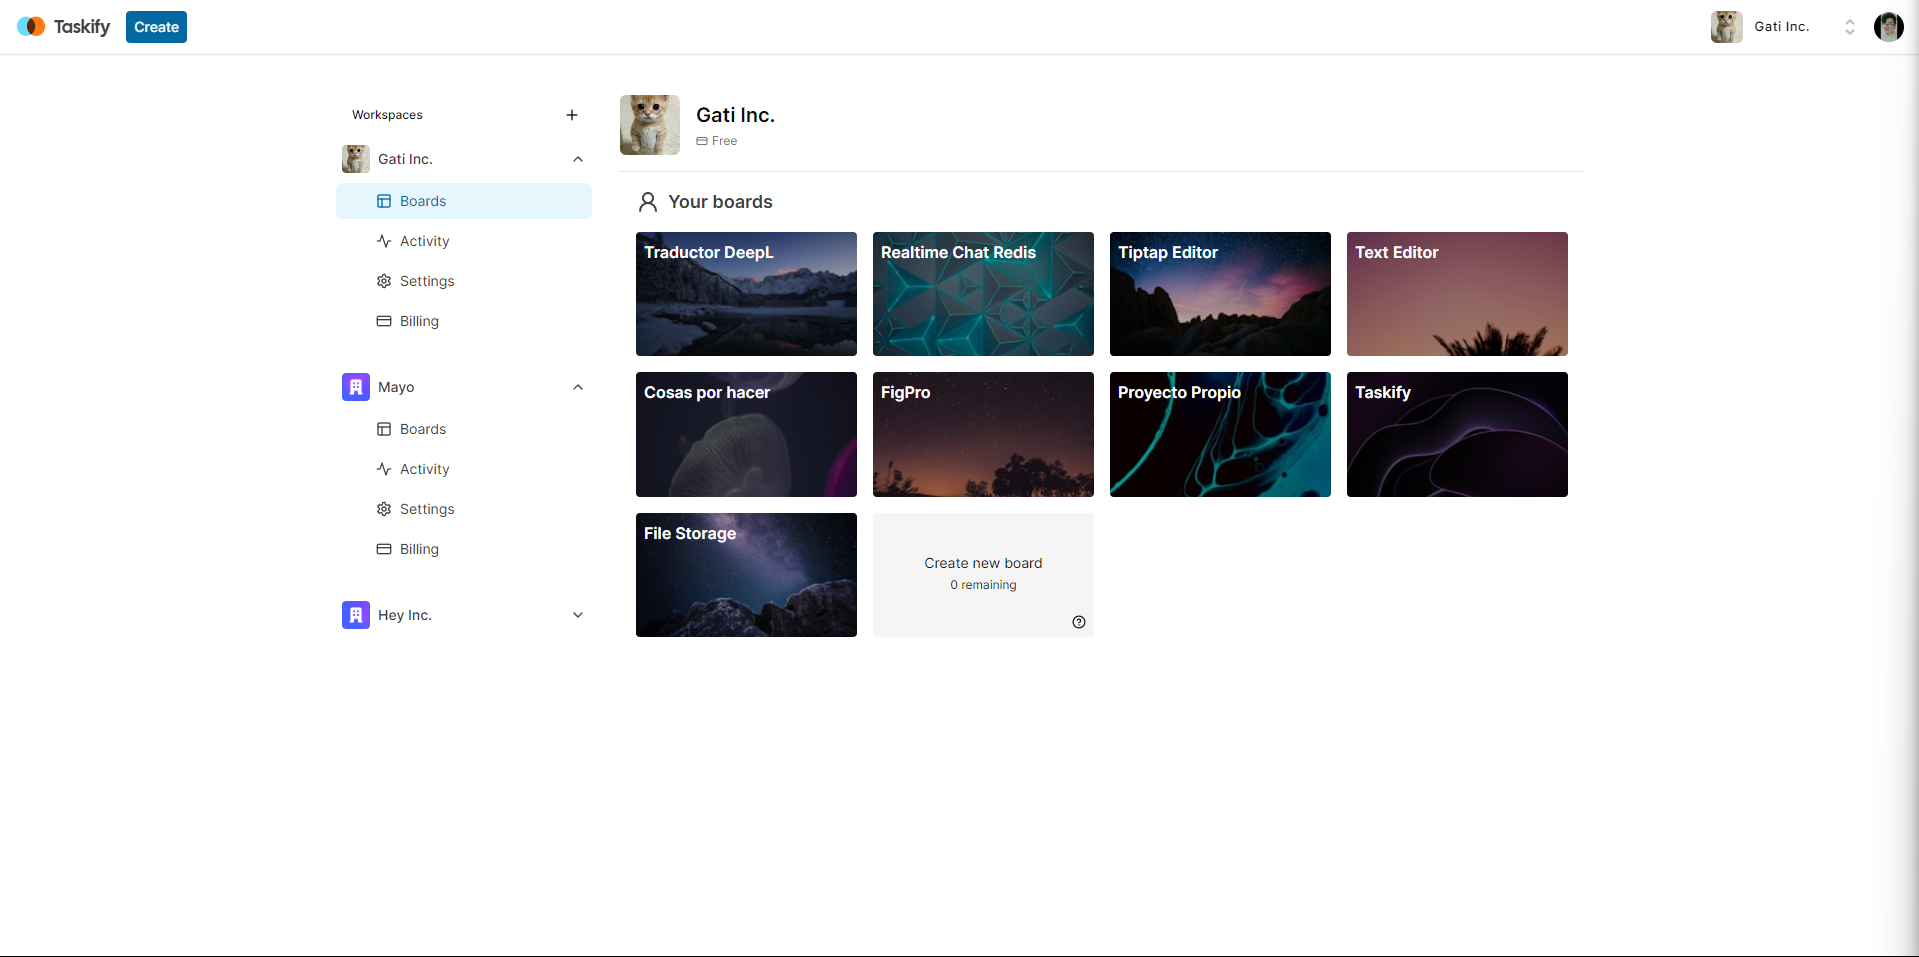 Taskify
Create
Gati Inc.
Workspaces
Gati Inc.
Boards
Activity
Settings
Billing
Mayo
Boards
Activity
Settings
Billing
Hey Inc.
Gati Inc.
Free
Your boards
Traductor DeepL
Realtime Chat Redis
Tiptap Editor
Text Editor
Cosas por hacer
FigPro
Proyecto Propio
Taskify
File Storage
Create new board
0 remaining